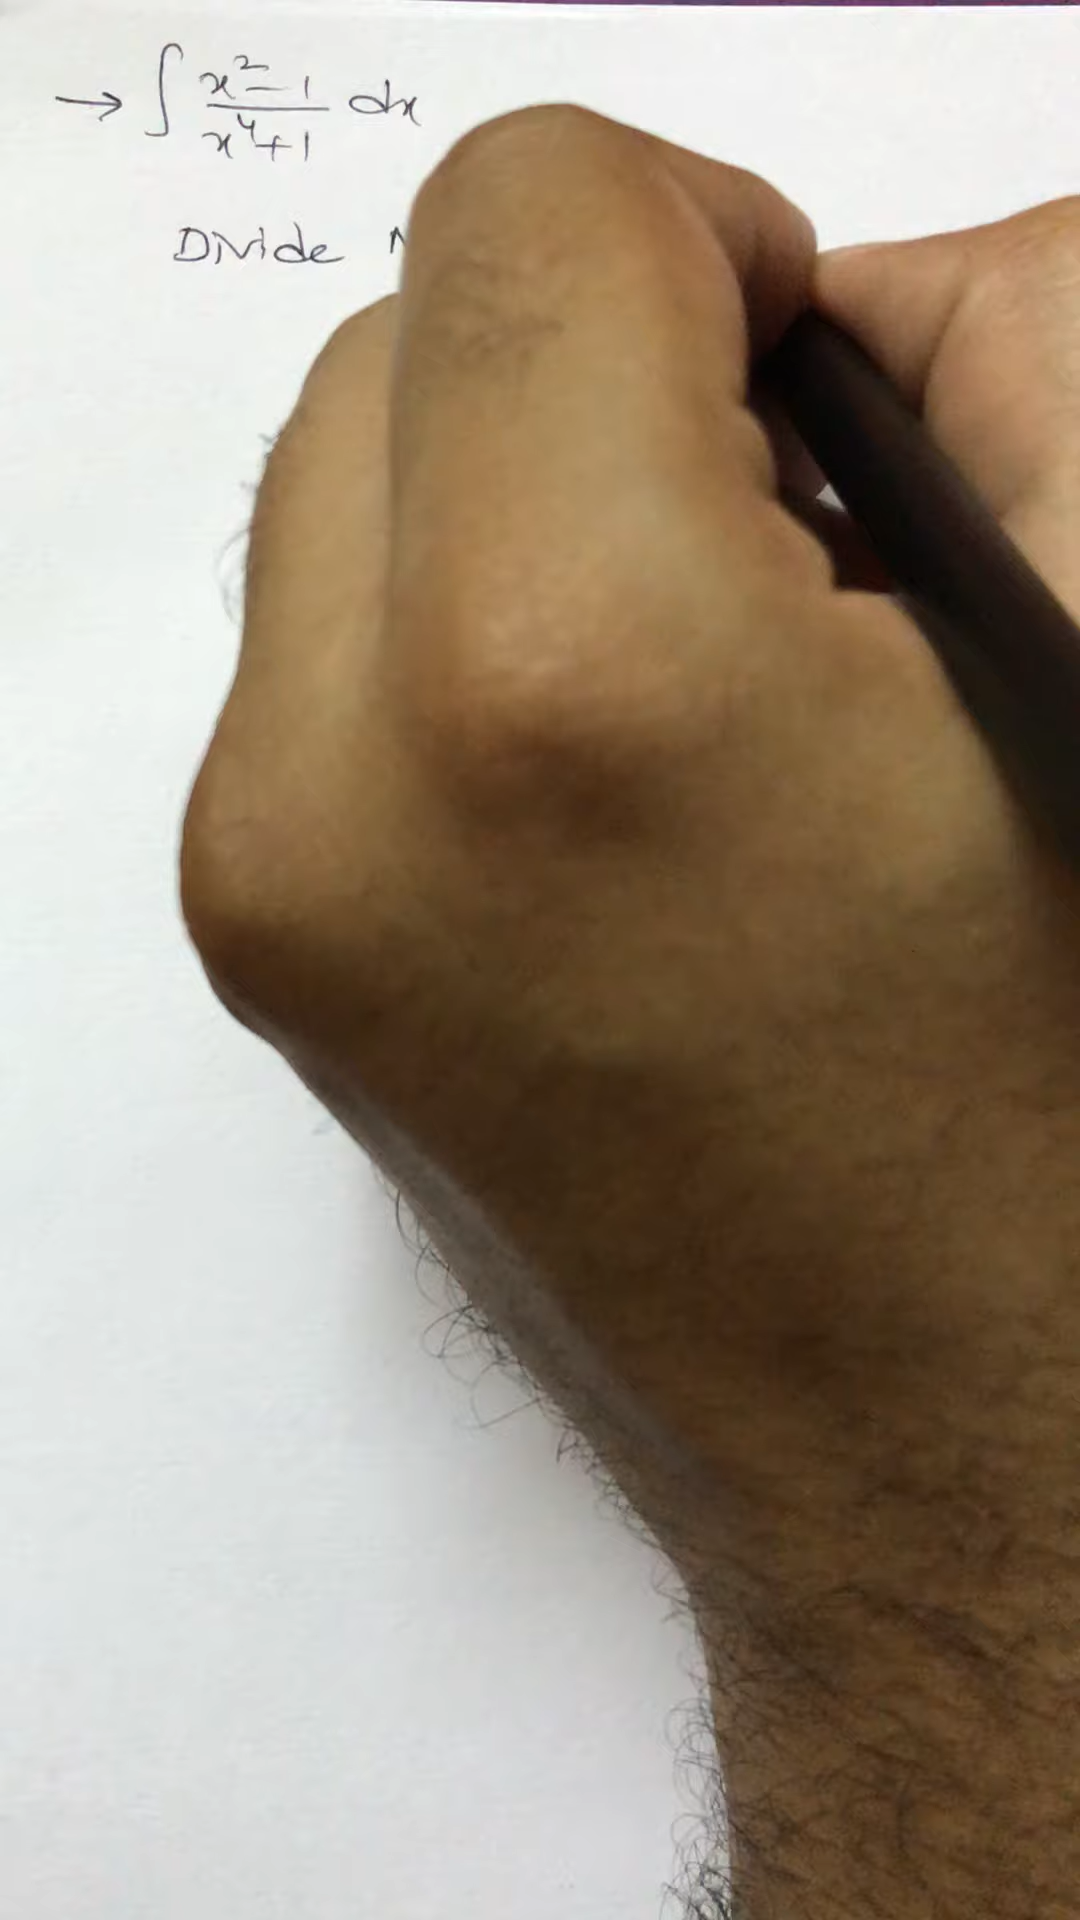 → ∫ (x² - 1)/(x⁴ + 1) dx
Divide N